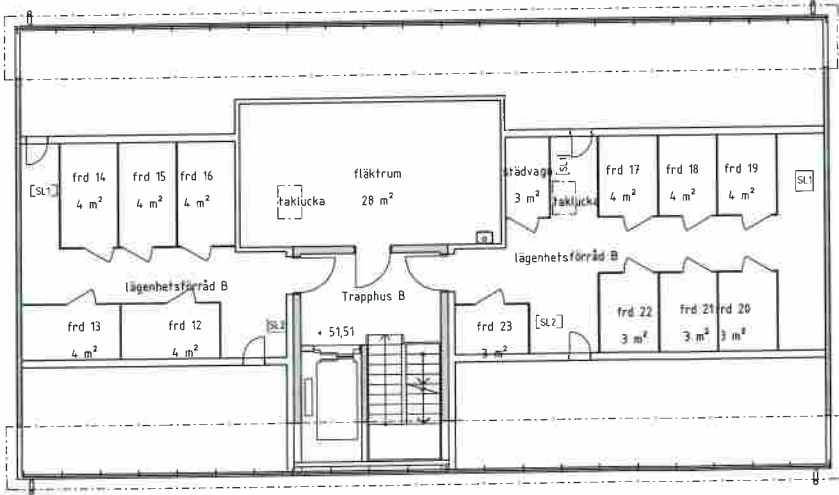 frd 14
4 m²
frd 15
4 m²
frd 16
4 m²
[SL1]
fläktrum
28 m²
taklucka
städvagn
3 m²
SL1
taklucka
frd 17
4 m²
frd 18
4 m²
frd 19
4 m²
SL1
lägenhetsförråd B
lägenhetsförråd B
Trapphus B
+ 51,51
frd 13
4 m²
frd 12
4 m²
SL2
frd 23
3 m²
[SL2]
frd 22
3 m²
frd 21
3 m²
frd 20
3 m²